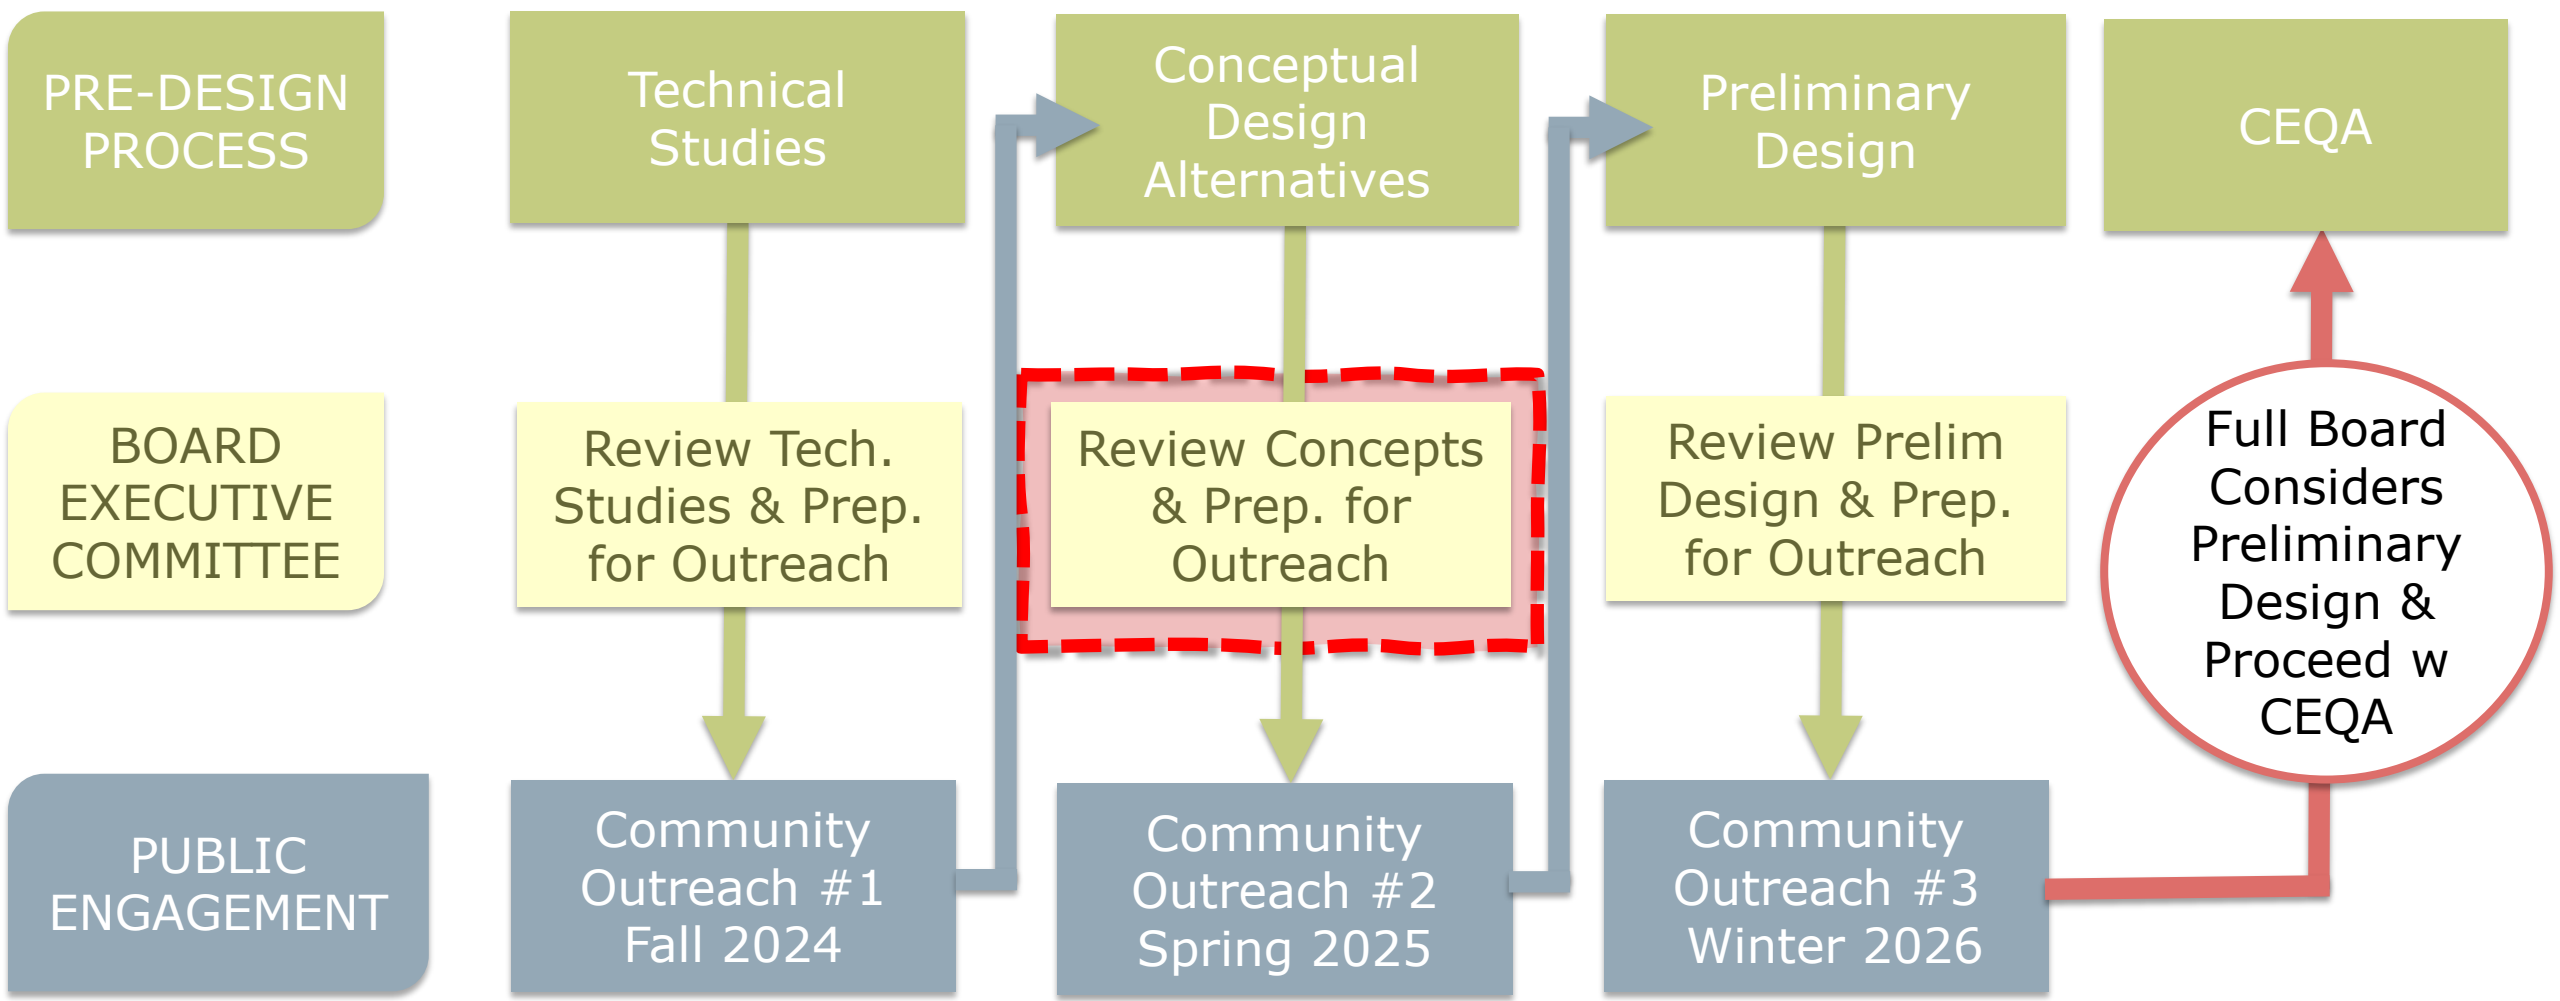 PRE-DESIGN
PROCESS
Technical
Studies
Conceptual
Design
Alternatives
Preliminary
Design
CEQA
BOARD
EXECUTIVE
COMMITTEE
Review Tech.
Studies & Prep.
for Outreach
Review Concepts
& Prep. for
Outreach
Review Prelim
Design & Prep.
for Outreach
Full Board
Considers
Preliminary
Design &
Proceed w
CEQA
PUBLIC
ENGAGEMENT
Community
Outreach #1
Fall 2024
Community
Outreach #2
Spring 2025
Community
Outreach #3
Winter 2026